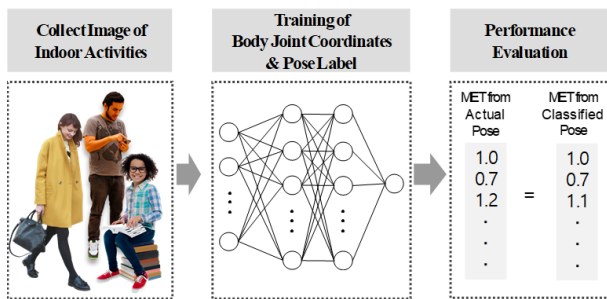 Collect Image of
Indoor Activities
Training of
Body Joint Coordinates
& Pose Label
Performance
Evaluation
MET from
Actual
Pose
1.0
0.7
1.2
.
.
.
=
MET from
Classified
Pose
1.0
0.7
1.1
.
.
.